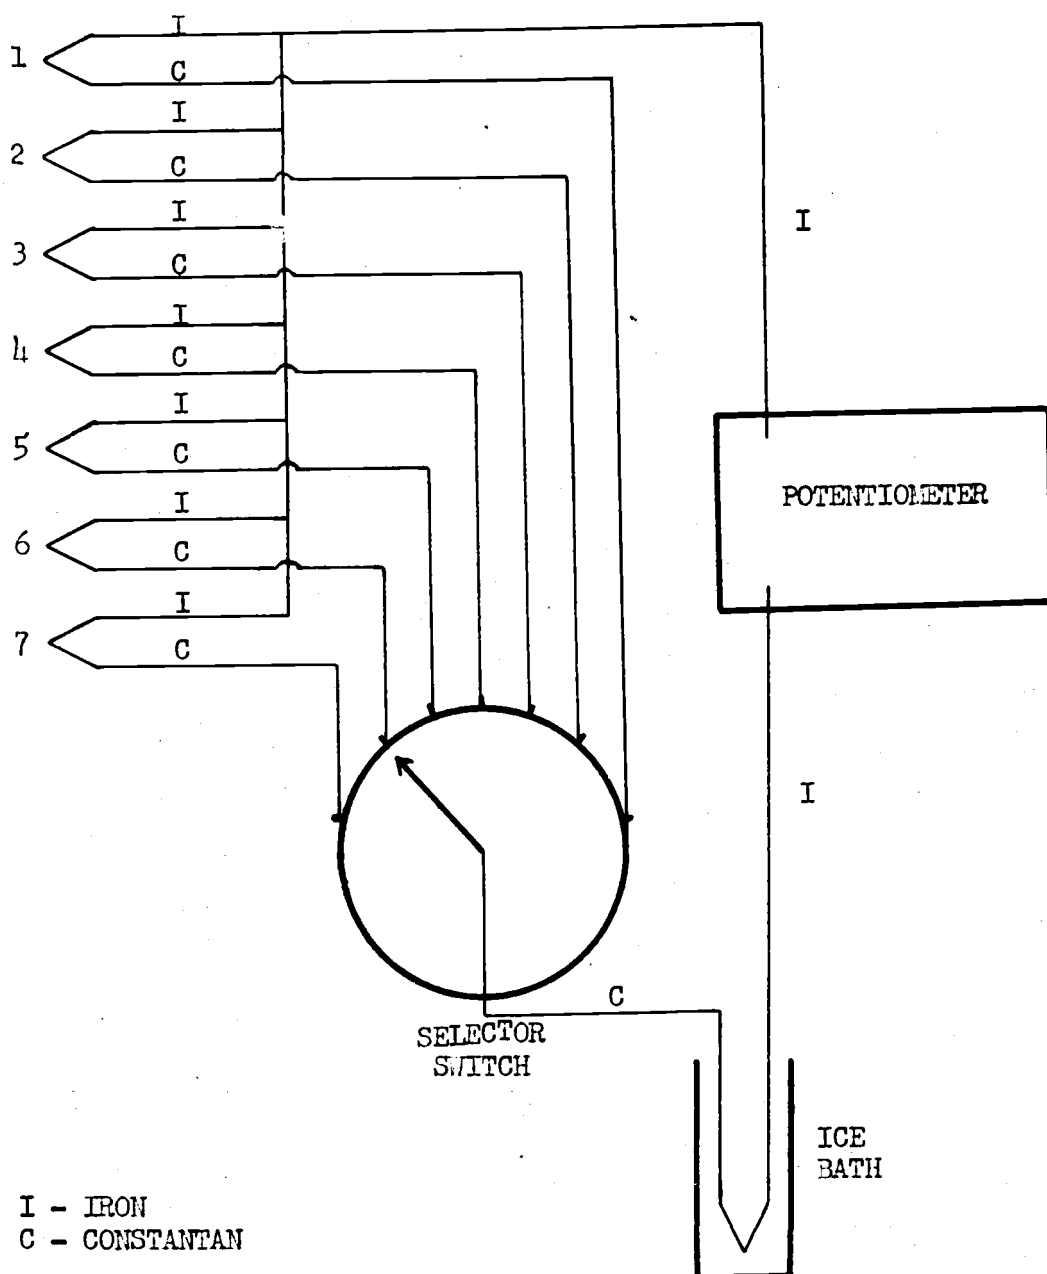 I
1
C
I
2
C
I
I
3
C
I
4
C
I
5
C
POTENTIOMETER
I
6
C
I
7
C
I
C
SELECTOR
SWITCH
ICE
BATH
I - IRON
C - CONSTANTAN